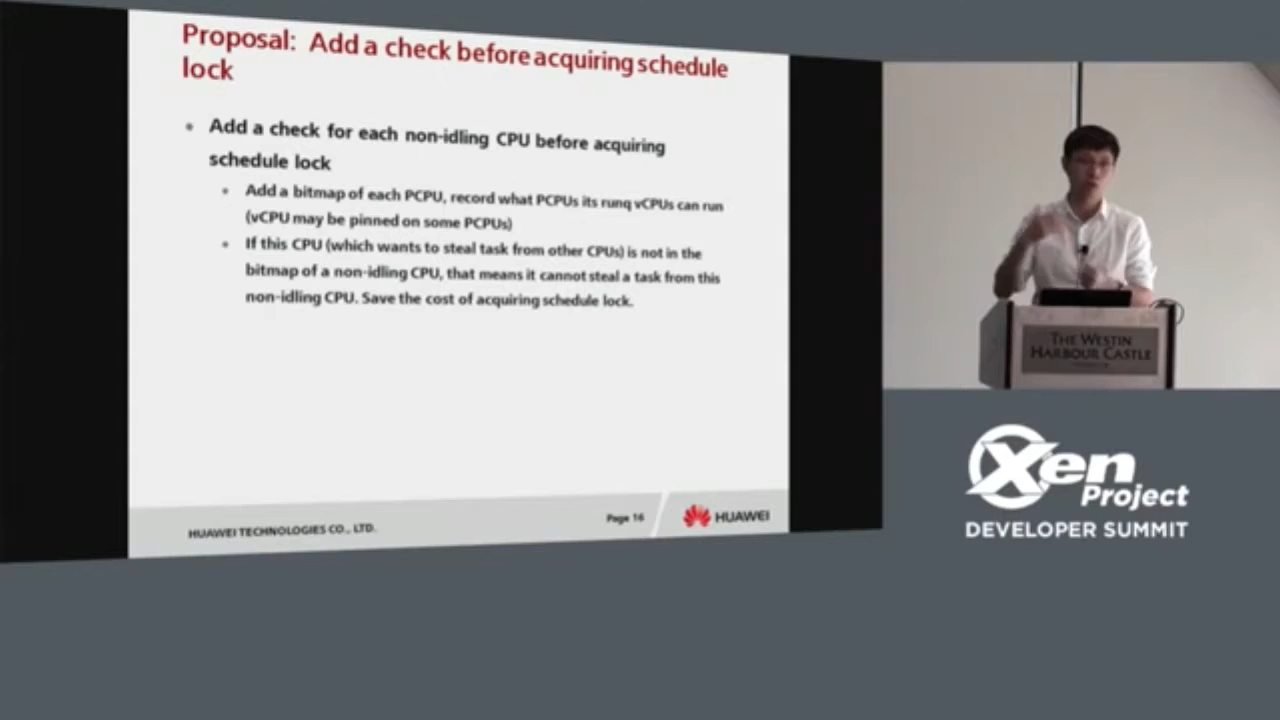 Proposal: Add a check before acquiring schedule
lock
• Add a check for each non-idling CPU before acquiring
schedule lock
• Add a bitmap of each PCPU, record what PCPUs its runq vCPUs can run
(vCPU may be pinned on some PCPUs)
• If this CPU (which wants to steal task from other CPUs) is not in the
bitmap of a non-idling CPU, that means it cannot steal a task from this
non-idling CPU. Save the cost of acquiring schedule lock.
HUAWEI TECHNOLOGIES CO., LTD.
Page 16
HUAWEI
THE WESTIN
HARBOUR CASTLE
Xen
Project
DEVELOPER SUMMIT